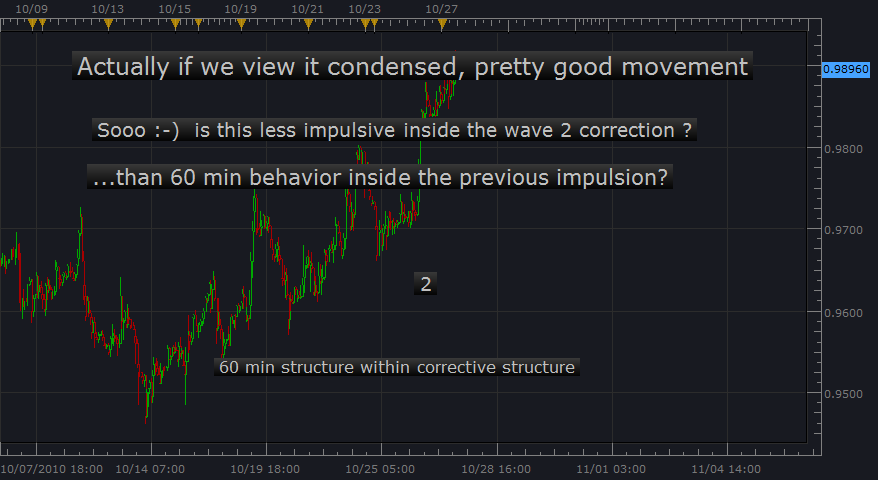 10/09 10/13 10/15 10/19 10/21 10/23 10/27
Actually if we view it condensed, pretty good movement
0.98960
Sooo :-)  is this less impulsive inside the wave 2 correction ?
0.9800
...than 60 min behavior inside the previous impulsion?
0.9700
2
0.9600
60 min structure within corrective structure
0.9500
10/07/2010 18:00 10/14 07:00 10/19 18:00 10/25 05:00 10/28 16:00 11/01 03:00 11/04 14:00